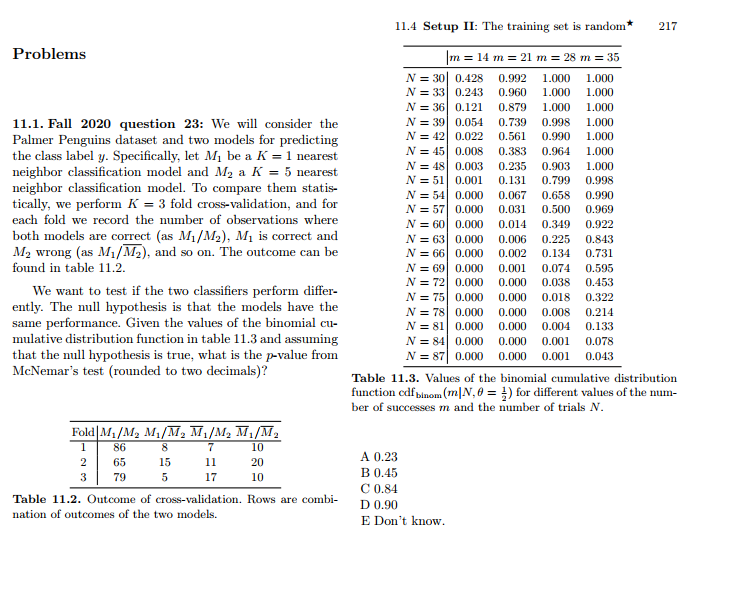 11.4 Setup II: The training set is random★ 217
Problems
11.1. Fall 2020 question 23: We will consider the
Palmer Penguins dataset and two models for predicting
the class label y. Specifically, let M₁ be a K = 1 nearest
neighbor classification model and M₂ a K = 5 nearest
neighbor classification model. To compare them statis-
tically, we perform K = 3 fold cross-validation, and for
each fold we record the number of observations where
both models are correct (as M₁/M₂), M₁ is correct and
M₂ wrong (as M₁/M̅₂), and so on. The outcome can be
found in table 11.2.
We want to test if the two classifiers perform differ-
ently. The null hypothesis is that the models have the
same performance. Given the values of the binomial cu-
mulative distribution function in table 11.3 and assuming
that the null hypothesis is true, what is the p-value from
McNemar's test (rounded to two decimals)?
Fold M₁/M₂ M₁/M̅₂ M̅₁/M₂ M̅₁/M̅₂
1 86 8 7 10
2 65 15 11 20
3 79 5 17 10
Table 11.2. Outcome of cross-validation. Rows are combi-
nation of outcomes of the two models.
m = 14 m = 21 m = 28 m = 35
N = 30 0.428 0.992 1.000 1.000
N = 33 0.243 0.960 1.000 1.000
N = 36 0.121 0.879 1.000 1.000
N = 39 0.054 0.739 0.998 1.000
N = 42 0.022 0.561 0.990 1.000
N = 45 0.008 0.383 0.964 1.000
N = 48 0.003 0.235 0.903 1.000
N = 51 0.001 0.131 0.799 0.998
N = 54 0.000 0.067 0.658 0.990
N = 57 0.000 0.031 0.500 0.969
N = 60 0.000 0.014 0.349 0.922
N = 63 0.000 0.006 0.225 0.843
N = 66 0.000 0.002 0.134 0.731
N = 69 0.000 0.001 0.074 0.595
N = 72 0.000 0.000 0.038 0.453
N = 75 0.000 0.000 0.018 0.322
N = 78 0.000 0.000 0.008 0.214
N = 81 0.000 0.000 0.004 0.133
N = 84 0.000 0.000 0.001 0.078
N = 87 0.000 0.000 0.001 0.043
Table 11.3. Values of the binomial cumulative distribution
function cdf_binom(m|N, θ = ½) for different values of the num-
ber of successes m and the number of trials N.
A 0.23
B 0.45
C 0.84
D 0.90
E Don't know.